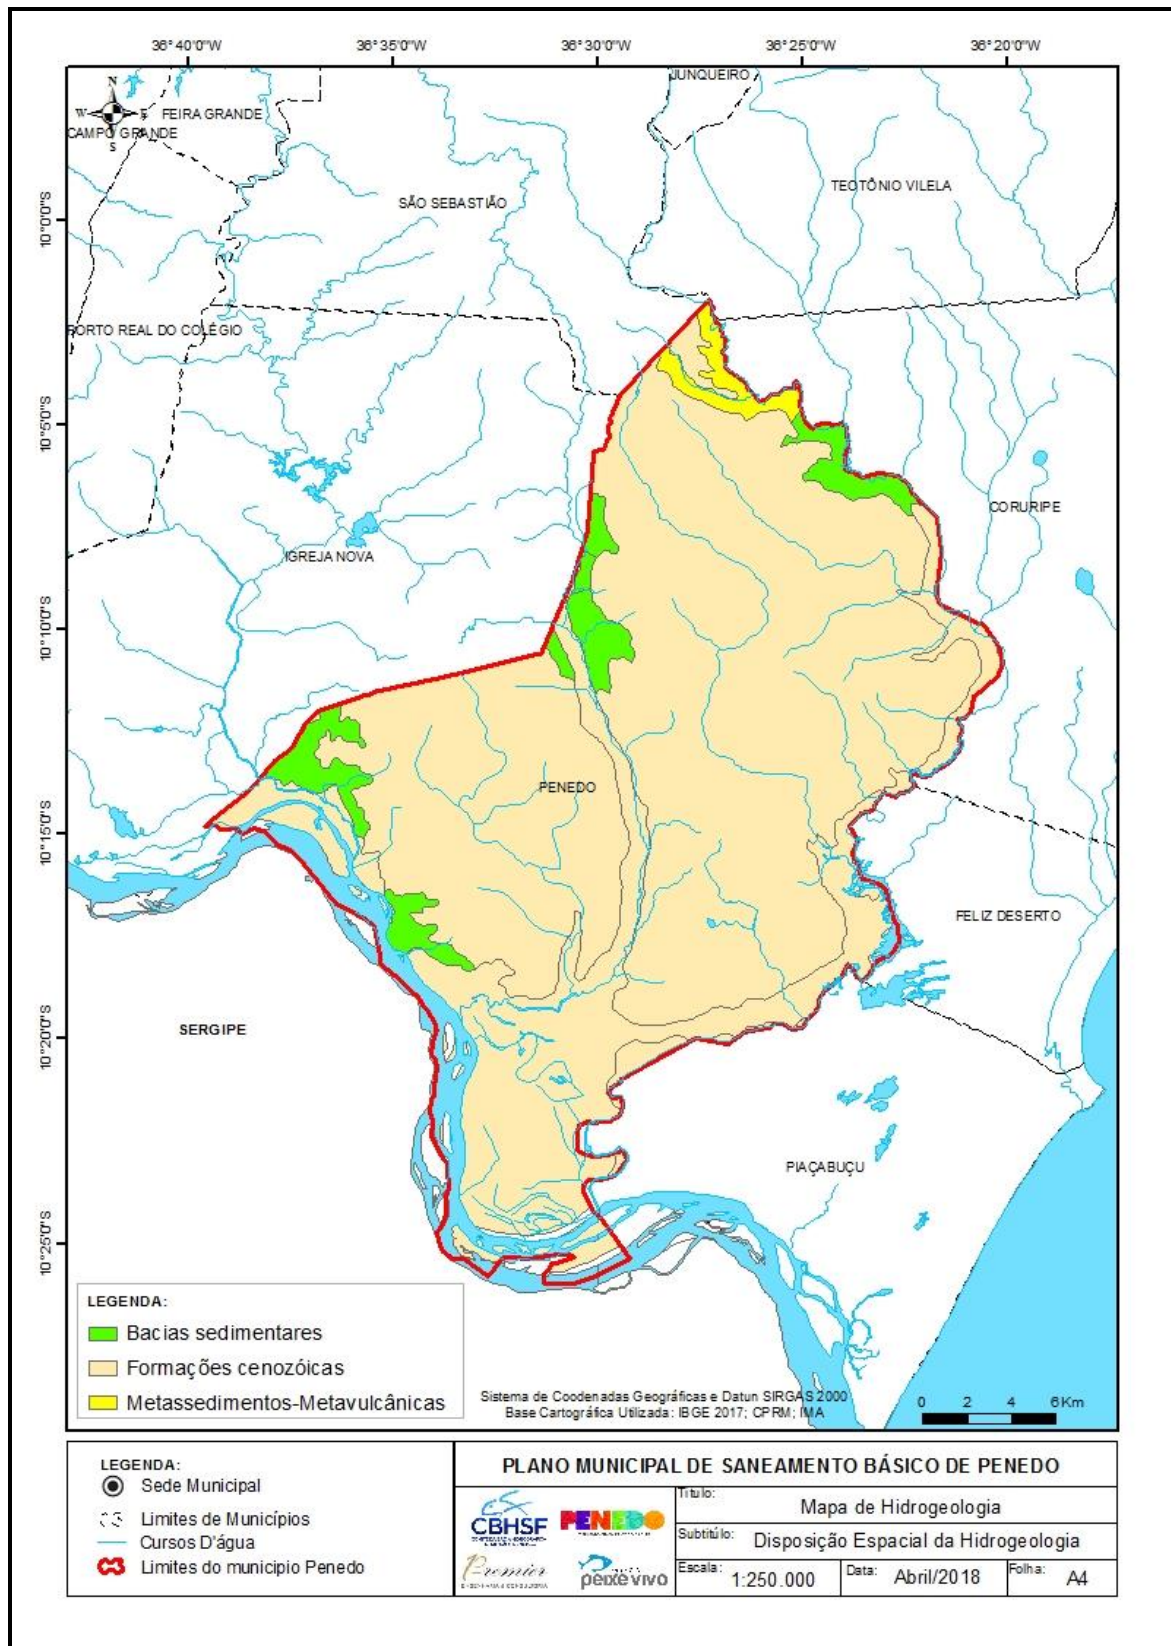 36°40'0"W 36°35'0"W 36°30'0"W 36°25'0"W 36°20'0"W
JUNQUEIRO
N
W E
S
FEIRA GRANDE
CAMPO GRANDE
TEOTÔNIO VILELA
SÃO SEBASTIÃO
10°0'0"S
PORTO REAL DO COLÉGIO
10°5'0"S
CORURIPE
IGREJA NOVA
10°10'0"S
PENEDO
10°15'0"S
FELIZ DESERTO
SERGIPE
10°20'0"S
PIAÇABUÇU
10°25'0"S
LEGENDA:
Bacias sedimentares
Formações cenozóicas
Metassedimentos-Metavulcânicas
Sistema de Coodenadas Geográficas e Datun SIRGAS 2000
Base Cartográfica Utilizada: IBGE 2017; CPRM; IMA
0 2 4 6 Km
LEGENDA:
Sede Municipal
Limites de Municípios
Cursos D'água
Limites do municipio Penedo
PLANO MUNICIPAL DE SANEAMENTO BÁSICO DE PENEDO
CBHSF
PENEDO
Premier
peixe vivo
Titulo:
Mapa de Hidrogeologia
Subtitúlo:
Disposição Espacial da Hidrogeologia
Escala: 1:250.000
Data: Abril/2018
Folha: A4